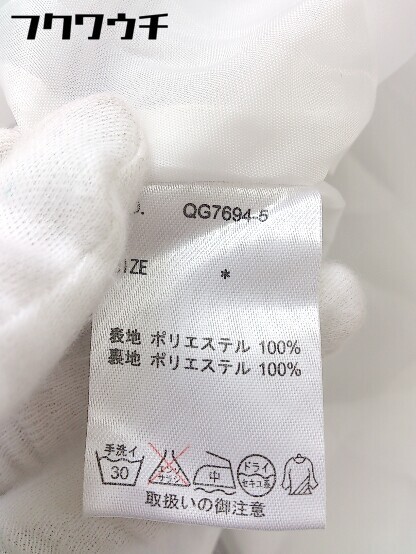 フクワウチ
QG7694-5
*
表地 ポリエステル 100%
裏地 ポリエステル 100%
手洗イ
30
中
ドライ
セキユ系
取扱いの御注意